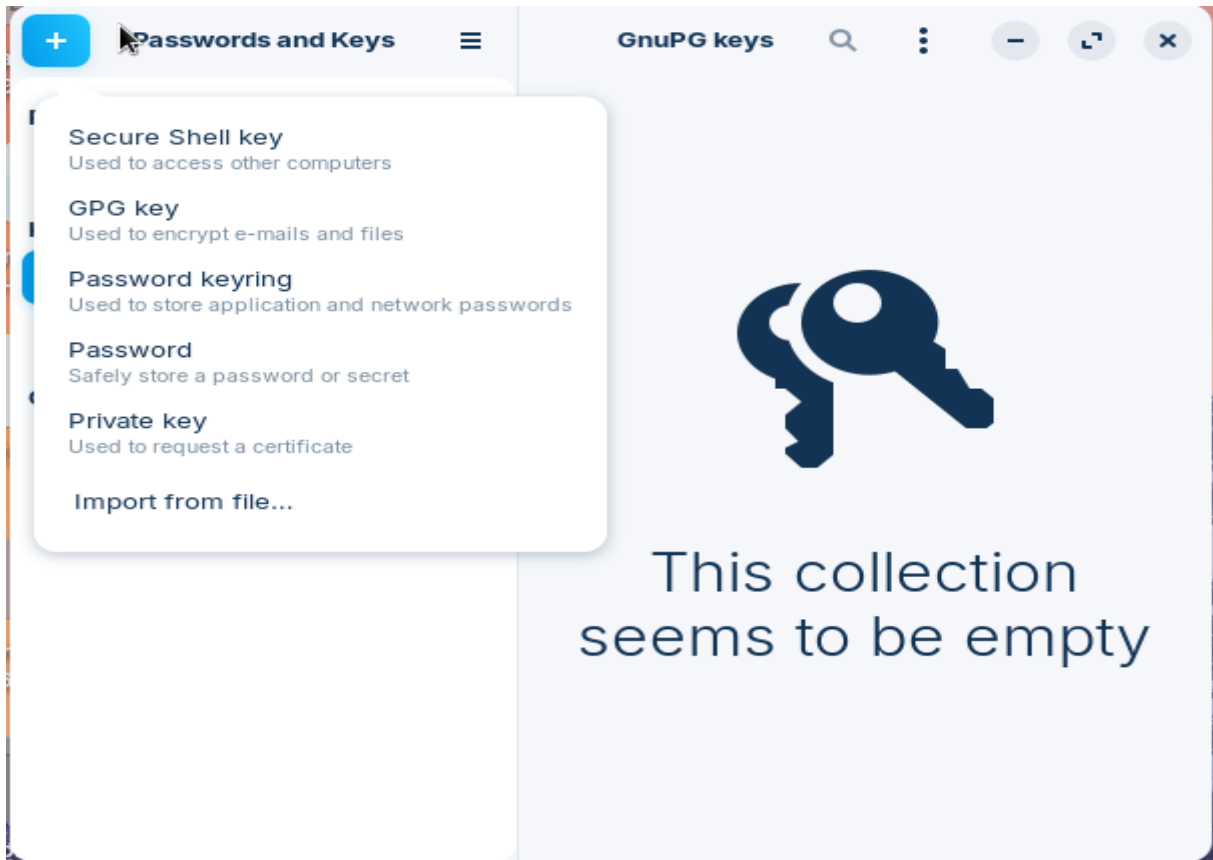 + Passwords and Keys
GnuPG keys
Secure Shell key
Used to access other computers
GPG key
Used to encrypt e-mails and files
Password keyring
Used to store application and network passwords
Password
Safely store a password or secret
Private key
Used to request a certificate
Import from file...
This collection
seems to be empty